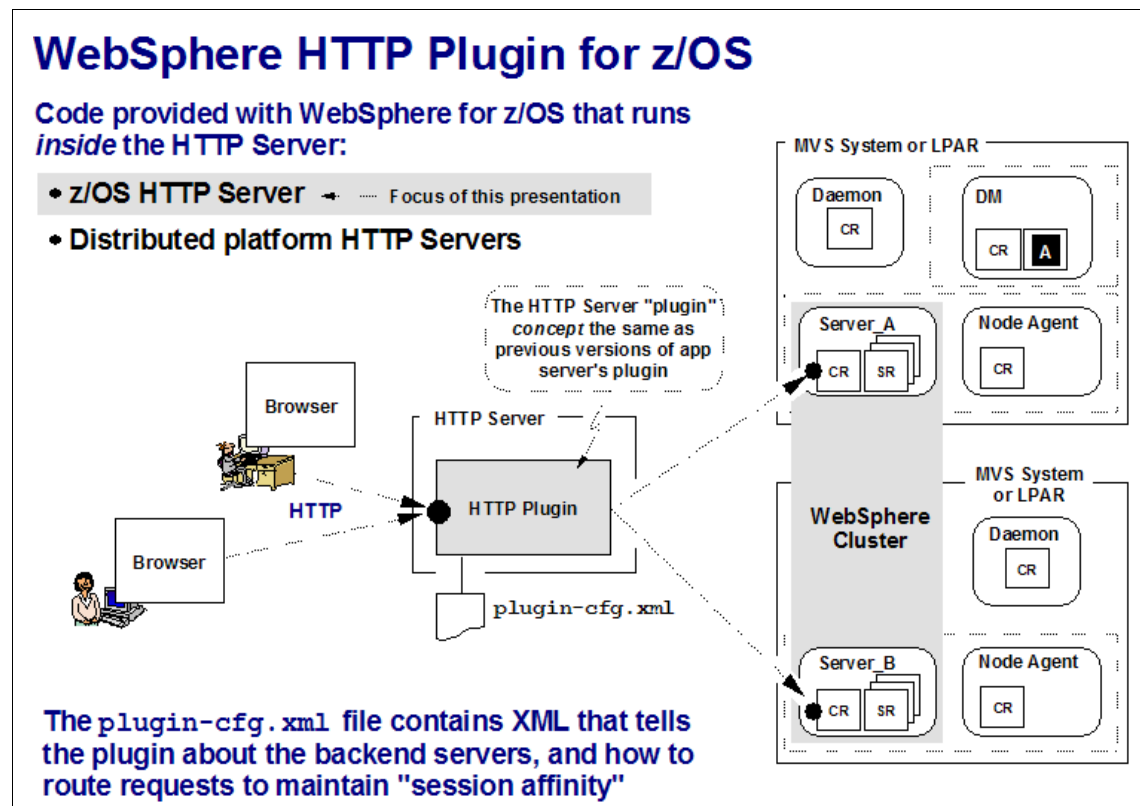 WebSphere HTTP Plugin for z/OS
Code provided with WebSphere for z/OS that runs
inside the HTTP Server:
• z/OS HTTP Server
Focus of this presentation
• Distributed platform HTTP Servers
The HTTP Server "plugin"
concept the same as
previous versions of app
server's plugin
Browser
Browser
HTTP
HTTP Server
HTTP Plugin
plugin-cfg.xml
MVS System or LPAR
Daemon
CR
DM
CR
A
Server_A
CR
SR
Node Agent
CR
WebSphere
Cluster
MVS System
or LPAR
Daemon
CR
Server_B
CR
SR
Node Agent
CR
The plugin-cfg.xml file contains XML that tells
the plugin about the backend servers, and how to
route requests to maintain "session affinity"